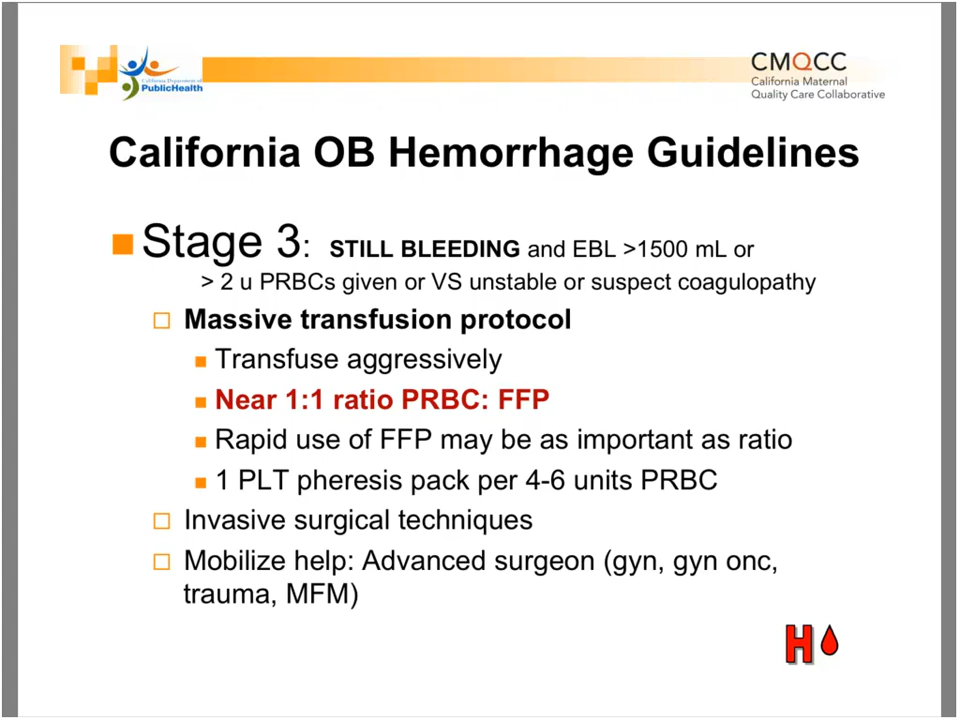 California Department of
PublicHealth
CMQCC
California Maternal
Quality Care Collaborative
California OB Hemorrhage Guidelines
Stage 3: STILL BLEEDING and EBL >1500 mL or
> 2 u PRBCs given or VS unstable or suspect coagulopathy
Massive transfusion protocol
Transfuse aggressively
Near 1:1 ratio PRBC: FFP
Rapid use of FFP may be as important as ratio
1 PLT pheresis pack per 4-6 units PRBC
Invasive surgical techniques
Mobilize help: Advanced surgeon (gyn, gyn onc,
trauma, MFM)
H